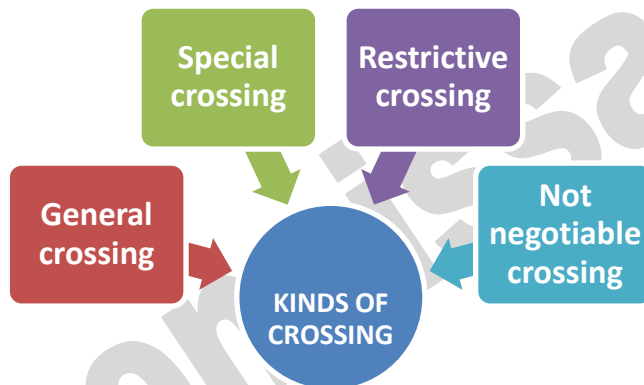 Special
crossing
Restrictive
crossing
General
crossing
Not
negotiable
crossing
KINDS OF
CROSSING